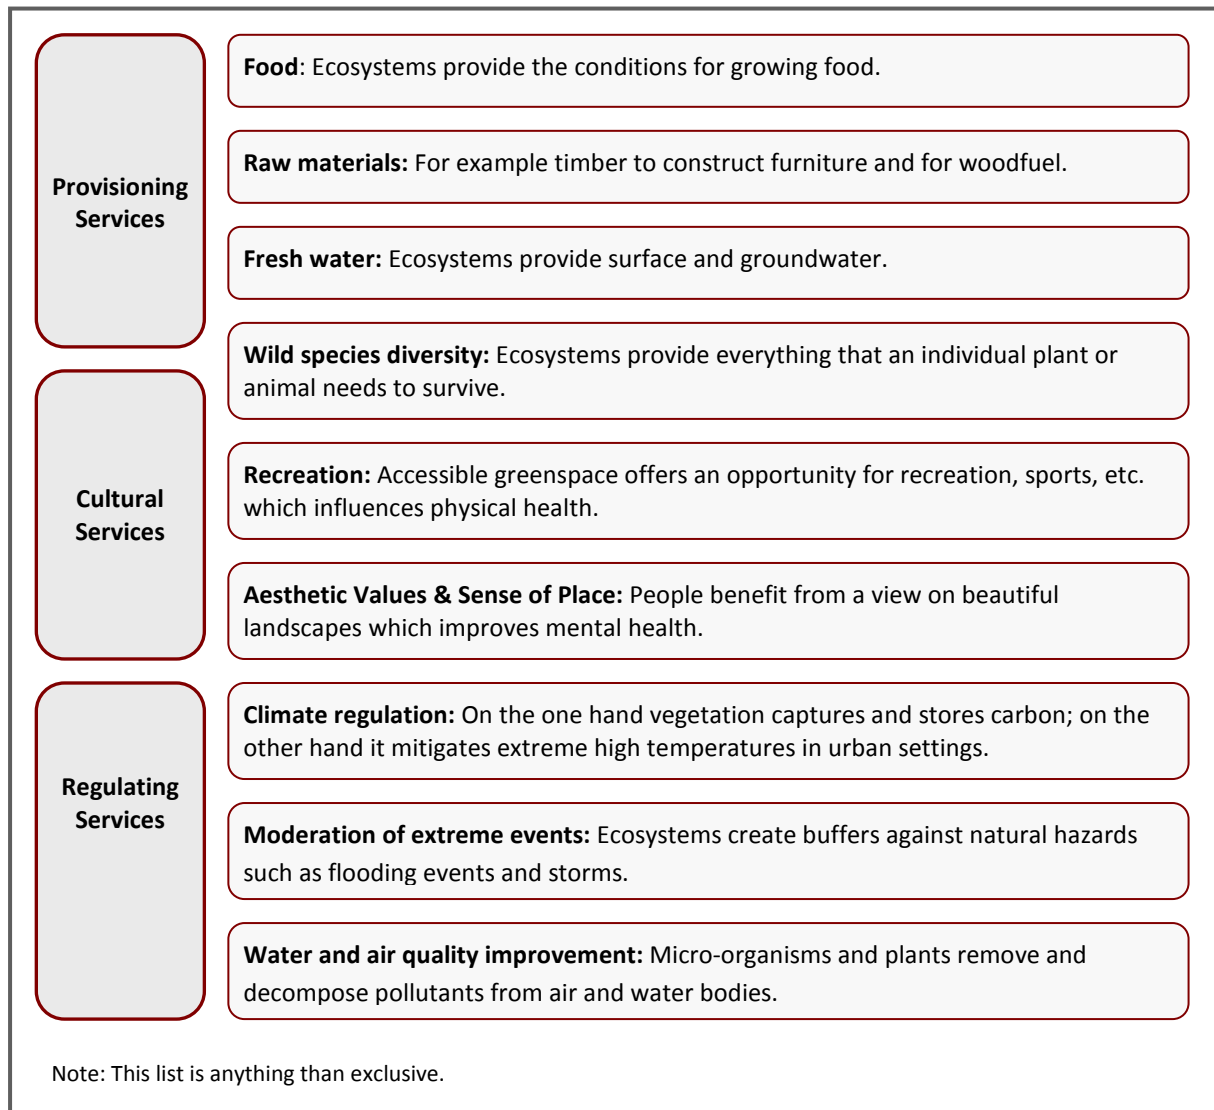 Provisioning
Services
Food: Ecosystems provide the conditions for growing food.
Raw materials: For example timber to construct furniture and for woodfuel.
Fresh water: Ecosystems provide surface and groundwater.
Cultural
Services
Wild species diversity: Ecosystems provide everything that an individual plant or
animal needs to survive.
Recreation: Accessible greenspace offers an opportunity for recreation, sports, etc.
which influences physical health.
Aesthetic Values & Sense of Place: People benefit from a view on beautiful
landscapes which improves mental health.
Regulating
Services
Climate regulation: On the one hand vegetation captures and stores carbon; on the
other hand it mitigates extreme high temperatures in urban settings.
Moderation of extreme events: Ecosystems create buffers against natural hazards
such as flooding events and storms.
Water and air quality improvement: Micro-organisms and plants remove and
decompose pollutants from air and water bodies.
Note: This list is anything than exclusive.